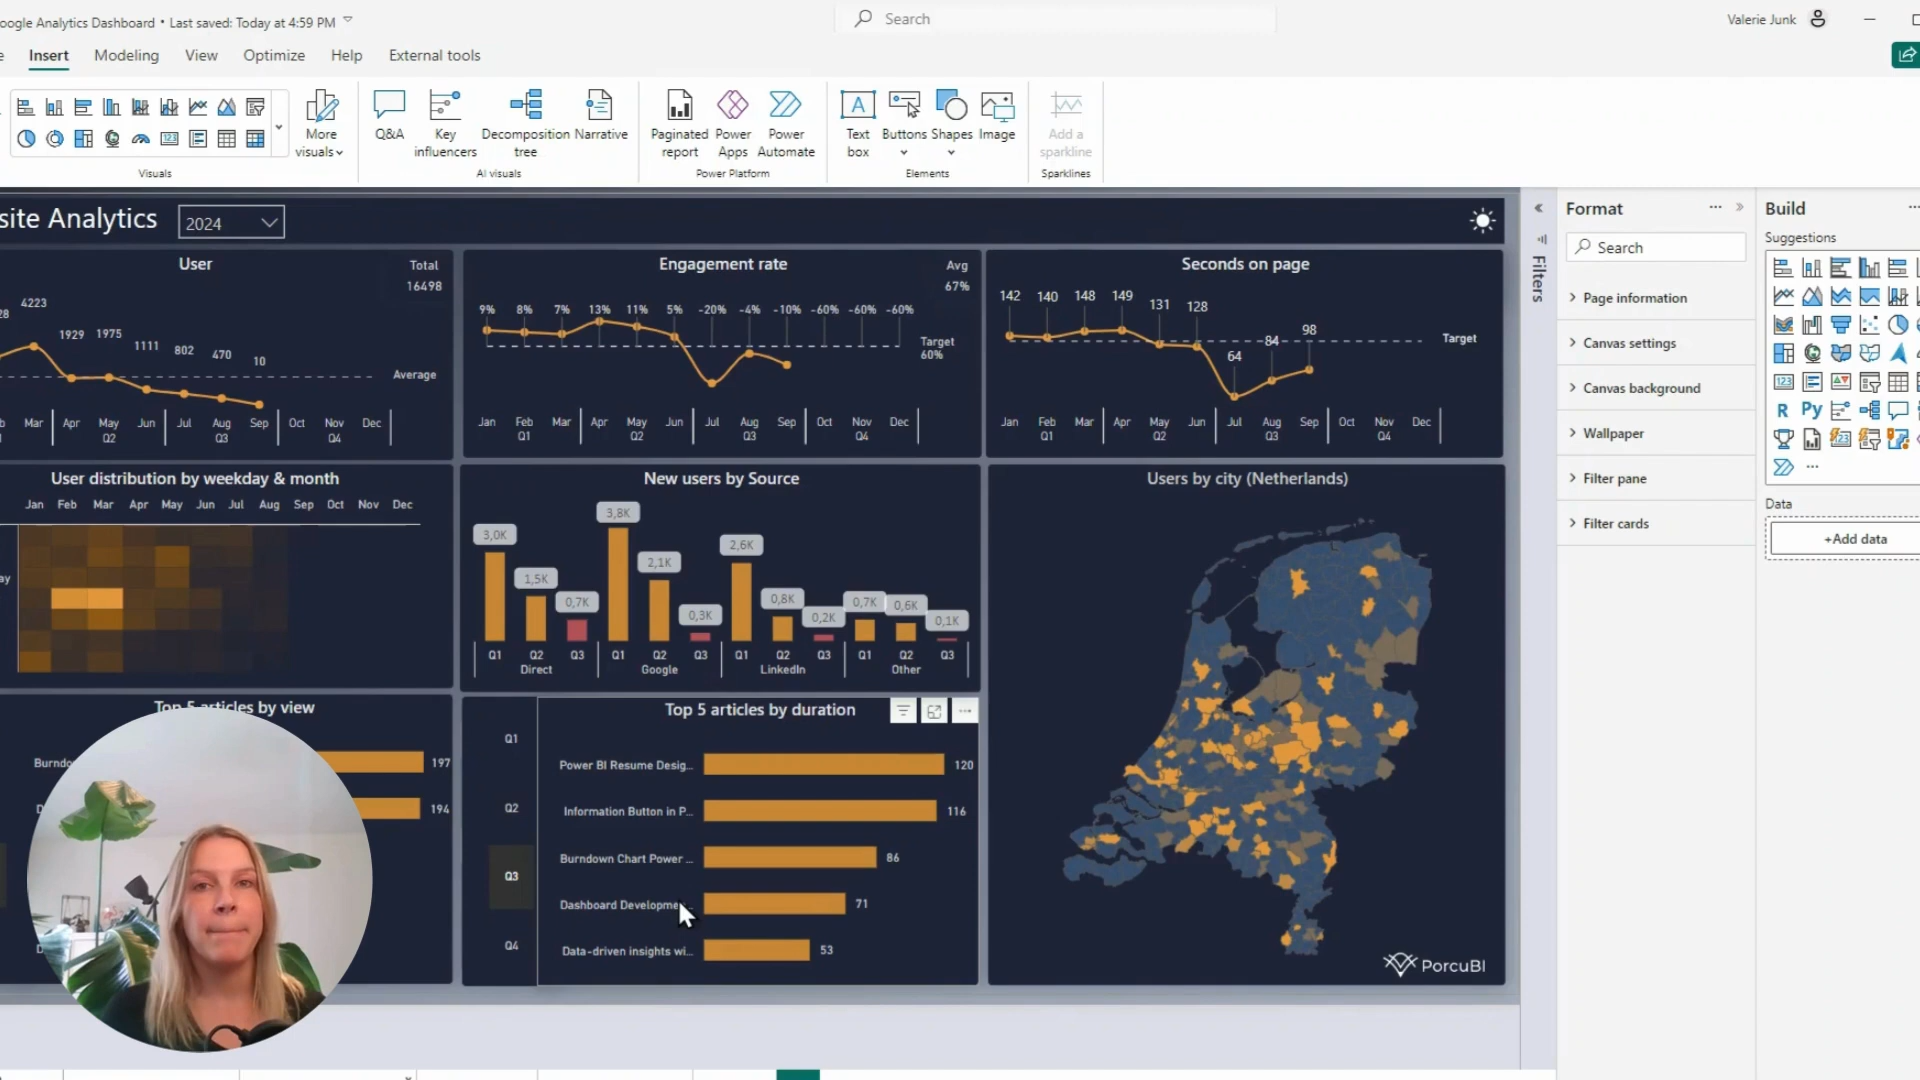 oogle Analytics Dashboard • Last saved: Today at 4:59 PM
Search
Valerie Junk
Insert
Modeling
View
Optimize
Help
External tools
More visuals
Q&A
Key influencers
Decomposition tree
Narrative
Paginated report
Power Apps
Power Automate
Text box
Buttons
Shapes
Image
Add a sparkline
Visuals
AI visuals
Power Platform
Elements
Sparklines
site Analytics
2024
User
Total
16498
28
4223
1929
1975
1111
802
470
10
Average
b Mar Apr May Jun Jul Aug Sep Oct Nov Dec
1 Q2 Q3 Q4
Engagement rate
Avg
67%
9% 8% 7% 13% 11% 5% -20% -4% -10% -60% -60% -60%
Target
60%
Jan Feb Mar Apr May Jun Jul Aug Sep Oct Nov Dec
Q1 Q2 Q3 Q4
Seconds on page
142 140 148 149 131 128 64 84 98
Target
Jan Feb Mar Apr May Jun Jul Aug Sep Oct Nov Dec
Q1 Q2 Q3 Q4
User distribution by weekday & month
Jan Feb Mar Apr May Jun Jul Aug Sep Oct Nov Dec
ay
New users by Source
3,0K 1,5K 0,7K 3,8K 2,1K 0,3K 2,6K 0,8K 0,2K 0,7K 0,6K 0,1K
Q1 Q2 Q3 Q1 Q2 Q3 Q1 Q2 Q3 Q1 Q2 Q3
Direct Google LinkedIn Other
Users by city (Netherlands)
PorcuBI
Top 5 articles by view
Burndo
197
D
194
D
Top 5 articles by duration
Q1
Q2
Q3
Q4
Power BI Resume Desig... 120
Information Button in P... 116
Burndown Chart Power ... 86
Dashboard Developme 71
Data-driven insights wi... 53
Filters
Format
Search
Page information
Canvas settings
Canvas background
Wallpaper
Filter pane
Filter cards
Build
Suggestions
123
R Py
Data
+Add data